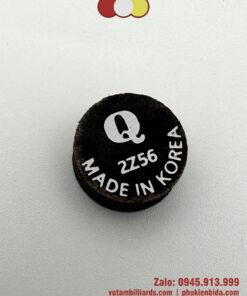 Q
2Z56
MADE IN KOREA
Zalo: 0945.913.999
vutambilliards.com | phukienbida.com